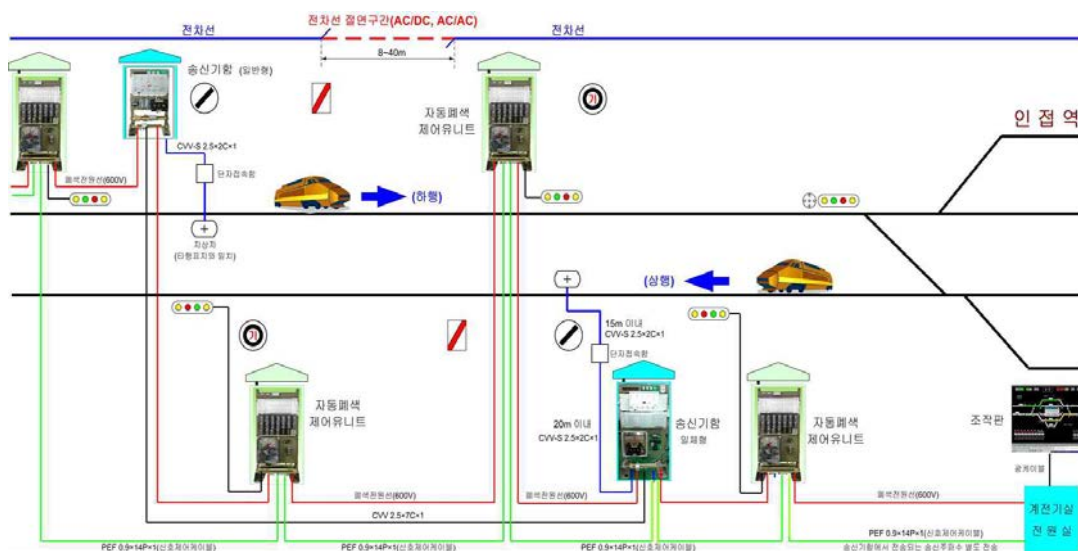 전차선 절연구간(AC/DC, AC/AC)
전차선
전차선
8~40m
송신기함 (일반형)
자동폐색
제어유니트
기
인 접 역
CVV-S 2.5×2C×1
단자접속함
폐색전원선(600V)
(하행)
지상자
(타행표지와 일치)
(상행)
15m 이내
CVV-S 2.5×2C×1
단자접속함
기
자동폐색
제어유니트
20m 이내
CVV-S 2.5×2C×1
송신기함
일체형
자동폐색
제어유니트
조작판
광케이블
폐색전원선(600V)
폐색전원선(600V)
폐색전원선(600V)
CVV 2.5×7C×1
계전기실
전 원 실
PEF 0.9×14P×1(신호제어케이블)
PEF 0.9×14P×1(신호제어케이블)
PEF 0.9×14P×1(신호제어케이블)
PEF 0.9×14P×1(신호제어케이블)
송신기함에서 전송되는 송신주파수 별도 전송